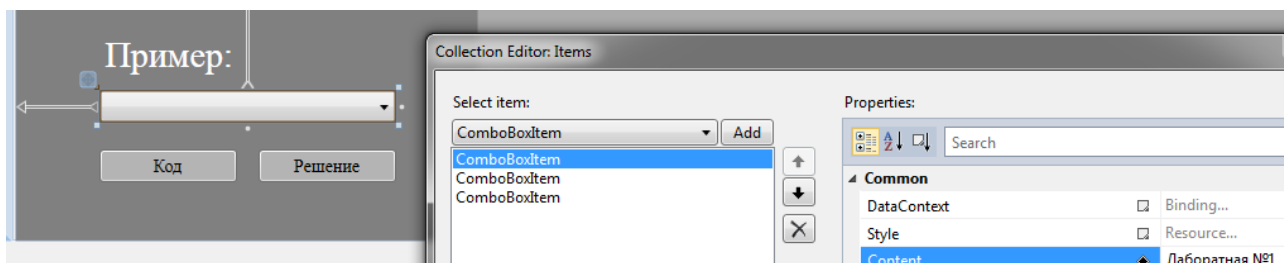 Пример:
Код
Решение
Collection Editor: Items
Select item:
ComboBoxItem
Add
ComboBoxItem
ComboBoxItem
ComboBoxItem
Properties:
Search
Common
DataContext
Binding...
Style
Resource...
Content
Лаборатная №1